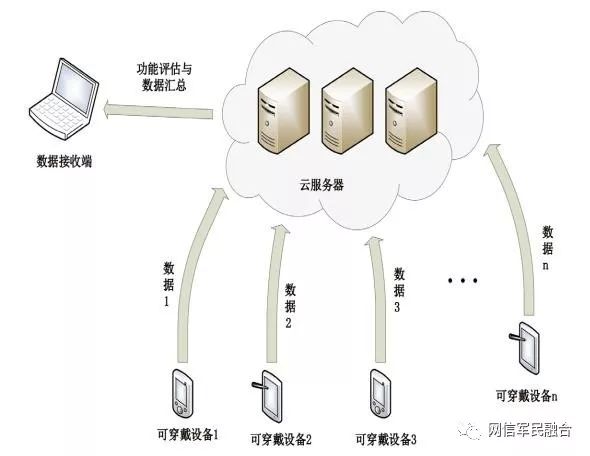 功能评估与
数据汇总
数据接收端
云服务器
数据1
数据2
数据3
数据n
可穿戴设备1
可穿戴设备2
可穿戴设备3
可穿戴设备n
网信军民融合